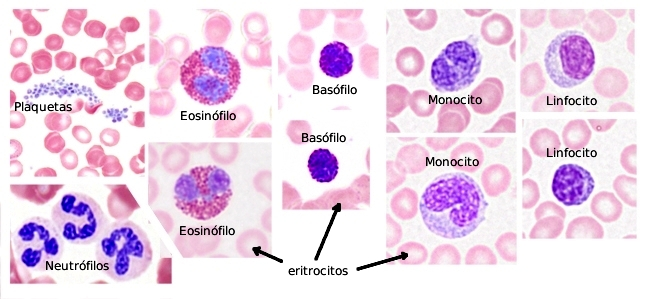 Plaquetas
Eosinófilo
Basófilo
Monocito
Linfocito
Basófilo
Monocito
Linfocito
Eosinófilo
Neutrófilos
eritrocitos